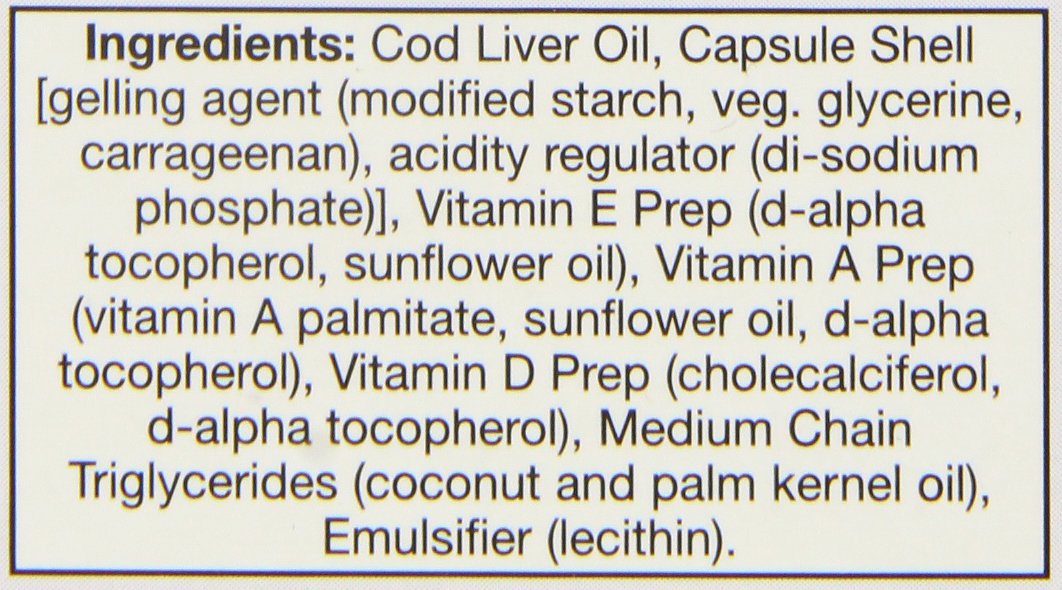 Ingredients: Cod Liver Oil, Capsule Shell
[gelling agent (modified starch, veg. glycerine,
carrageenan), acidity regulator (di-sodium
phosphate)], Vitamin E Prep (d-alpha
tocopherol, sunflower oil), Vitamin A Prep
(vitamin A palmitate, sunflower oil, d-alpha
tocopherol), Vitamin D Prep (cholecalciferol,
d-alpha tocopherol), Medium Chain
Triglycerides (coconut and palm kernel oil),
Emulsifier (lecithin).